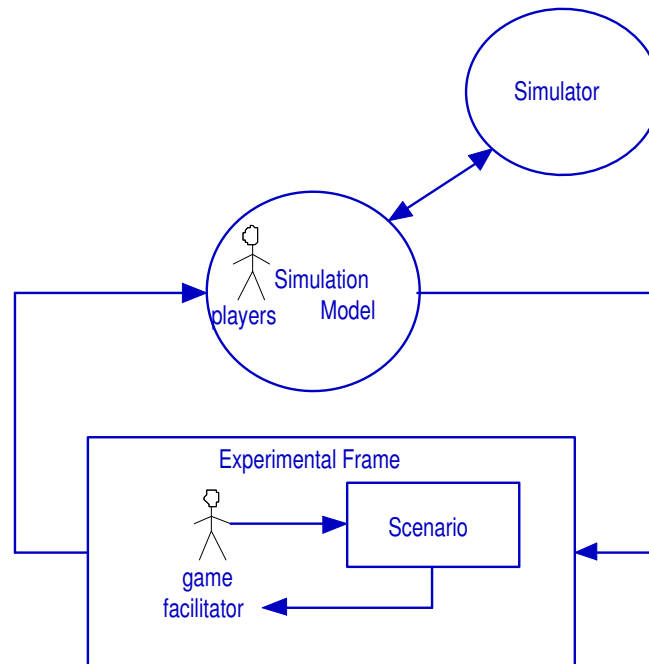 Simulator
Simulation
Model
players
Experimental Frame
Scenario
game
facilitator